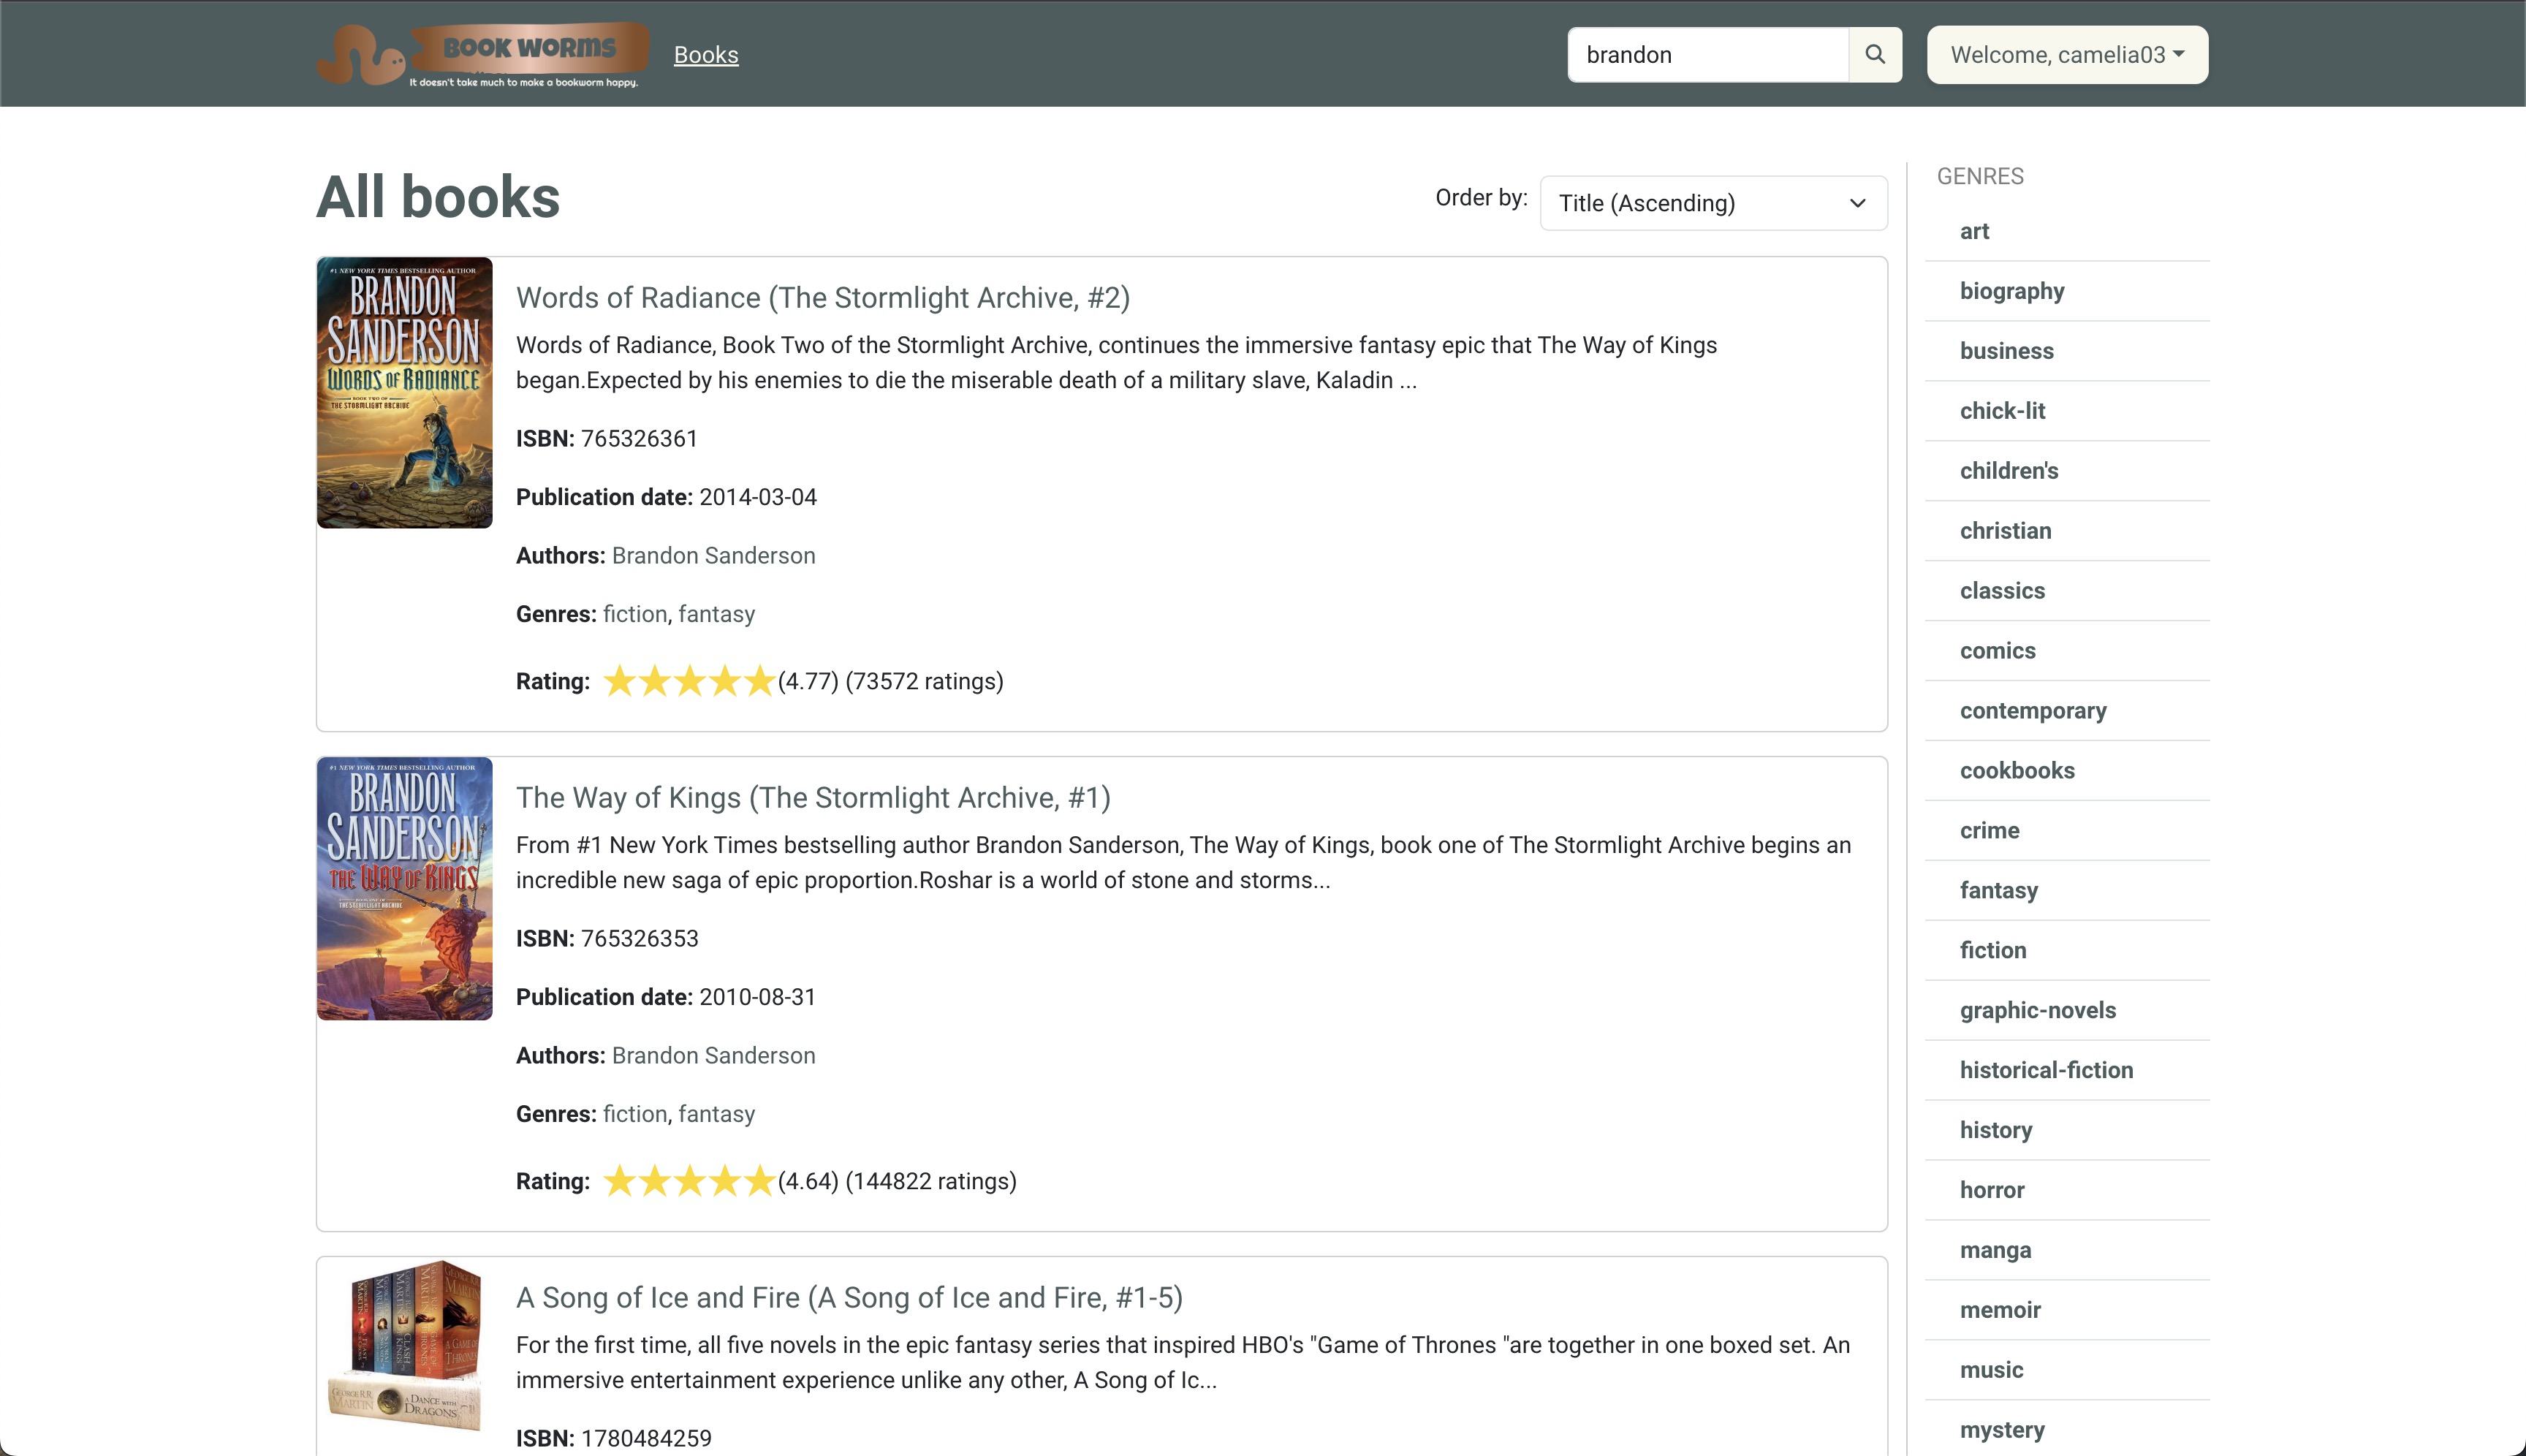 BOOK WORMS
It doesn't take much to make a bookworm happy.
Books
brandon
Welcome, camelia03
All books
Order by:
Title (Ascending)
#1 NEW YORK TIMES BESTSELLING AUTHOR
BRANDON
SANDERSON
WORDS OF RADIANCE
BOOK TWO OF
THE STORMLIGHT ARCHIVE
Words of Radiance (The Stormlight Archive, #2)
Words of Radiance, Book Two of the Stormlight Archive, continues the immersive fantasy epic that The Way of Kings
began.Expected by his enemies to die the miserable death of a military slave, Kaladin ...
ISBN: 765326361
Publication date: 2014-03-04
Authors: Brandon Sanderson
Genres: fiction, fantasy
Rating: (4.77) (73572 ratings)
#1 NEW YORK TIMES BESTSELLING AUTHOR
BRANDON
SANDERSON
THE WAY OF KINGS
THE STORMLIGHT ARCHIVE
The Way of Kings (The Stormlight Archive, #1)
From #1 New York Times bestselling author Brandon Sanderson, The Way of Kings, book one of The Stormlight Archive begins an
incredible new saga of epic proportion.Roshar is a world of stone and storms...
ISBN: 765326353
Publication date: 2010-08-31
Authors: Brandon Sanderson
Genres: fiction, fantasy
Rating: (4.64) (144822 ratings)
GEORGE R.R.
MARTIN
A DANCE WITH
DRAGONS
A Song of Ice and Fire (A Song of Ice and Fire, #1-5)
For the first time, all five novels in the epic fantasy series that inspired HBO's "Game of Thrones "are together in one boxed set. An
immersive entertainment experience unlike any other, A Song of Ic...
ISBN: 1780484259
GENRES
art
biography
business
chick-lit
children's
christian
classics
comics
contemporary
cookbooks
crime
fantasy
fiction
graphic-novels
historical-fiction
history
horror
manga
memoir
music
mystery